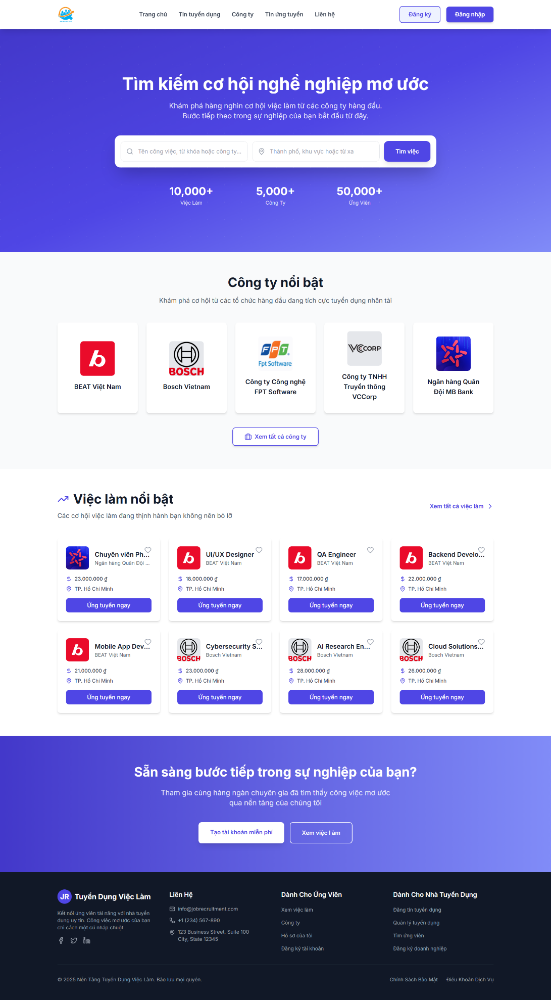 Trang chủ
Tin tuyển dụng
Công ty
Tin ứng tuyển
Liên hệ
Đăng ký
Đăng nhập
Tìm kiếm cơ hội nghề nghiệp mơ ước
Khám phá hàng nghìn cơ hội việc làm từ các công ty hàng đầu.
Bước tiếp theo trong sự nghiệp của bạn bắt đầu từ đây.
Tên công việc, từ khóa hoặc công ty...
Thành phố, khu vực hoặc từ xa
Tìm việc
10,000+
Việc Làm
5,000+
Công Ty
50,000+
Ứng Viên
Công ty nổi bật
Khám phá cơ hội từ các tổ chức hàng đầu đang tích cực tuyển dụng nhân tài
b
BEAT Việt Nam
BOSCH
Bosch Vietnam
FPT
Fpt Software
Công ty Công nghệ
FPT Software
VCCORP
Công ty TNHH
Truyền thông
VCCorp
Ngân hàng Quân
Đội MB Bank
Xem tất cả công ty
Việc làm nổi bật
Các cơ hội việc làm đang thịnh hành bạn không nên bỏ lỡ
Xem tất cả việc làm
Chuyên viên Ph...
Ngân hàng Quân Đội ...
23.000.000 ₫
TP. Hồ Chí Minh
Ứng tuyển ngay
b
UI/UX Designer
BEAT Việt Nam
18.000.000 ₫
TP. Hồ Chí Minh
Ứng tuyển ngay
b
QA Engineer
BEAT Việt Nam
17.000.000 ₫
TP. Hồ Chí Minh
Ứng tuyển ngay
b
Backend Develo...
BEAT Việt Nam
22.000.000 ₫
TP. Hồ Chí Minh
Ứng tuyển ngay
b
Mobile App Dev...
BEAT Việt Nam
21.000.000 ₫
TP. Hồ Chí Minh
Ứng tuyển ngay
BOSCH
Cybersecurity S...
Bosch Vietnam
23.000.000 ₫
TP. Hồ Chí Minh
Ứng tuyển ngay
BOSCH
AI Research En...
Bosch Vietnam
28.000.000 ₫
TP. Hồ Chí Minh
Ứng tuyển ngay
BOSCH
Cloud Solutions...
Bosch Vietnam
26.000.000 ₫
TP. Hồ Chí Minh
Ứng tuyển ngay
Sẵn sàng bước tiếp trong sự nghiệp của bạn?
Tham gia cùng hàng ngàn chuyên gia đã tìm thấy công việc mơ ước
qua nền tảng của chúng tôi
Tạo tài khoản miễn phí
Xem việc l àm
JR
Tuyển Dụng Việc Làm
Kết nối ứng viên tài năng với nhà tuyển
dụng uy tín. Công việc mơ ước của bạn
chỉ cách một cú nhấp chuột.
Liên Hệ
info@jobrecruitment.com
+1 (234) 567-890
123 Business Street, Suite 100
City, State 12345
Dành Cho Ứng Viên
Xem việc làm
Công ty
Hồ sơ của tôi
Đăng ký tài khoản
Dành Cho Nhà Tuyển Dụng
Đăng tin tuyển dụng
Quản lý tuyển dụng
Tìm ứng viên
Đăng ký doanh nghiệp
© 2025 Nền Tảng Tuyển Dụng Việc Làm. Bảo lưu mọi quyền.
Chính Sách Bảo Mật
Điều Khoản Dịch Vụ